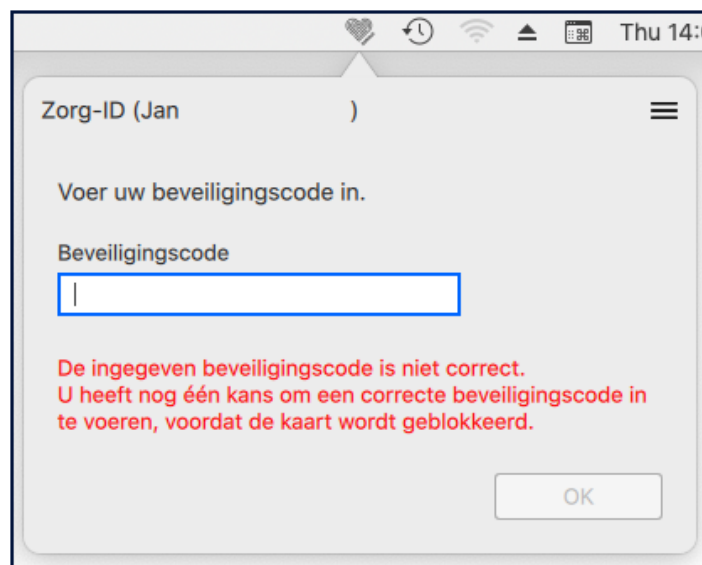 Thu 14:
Zorg-ID (Jan )
Voer uw beveiligingscode in.
Beveiligingscode
De ingegeven beveiligingscode is niet correct.
U heeft nog één kans om een correcte beveiligingscode in
te voeren, voordat de kaart wordt geblokkeerd.
OK